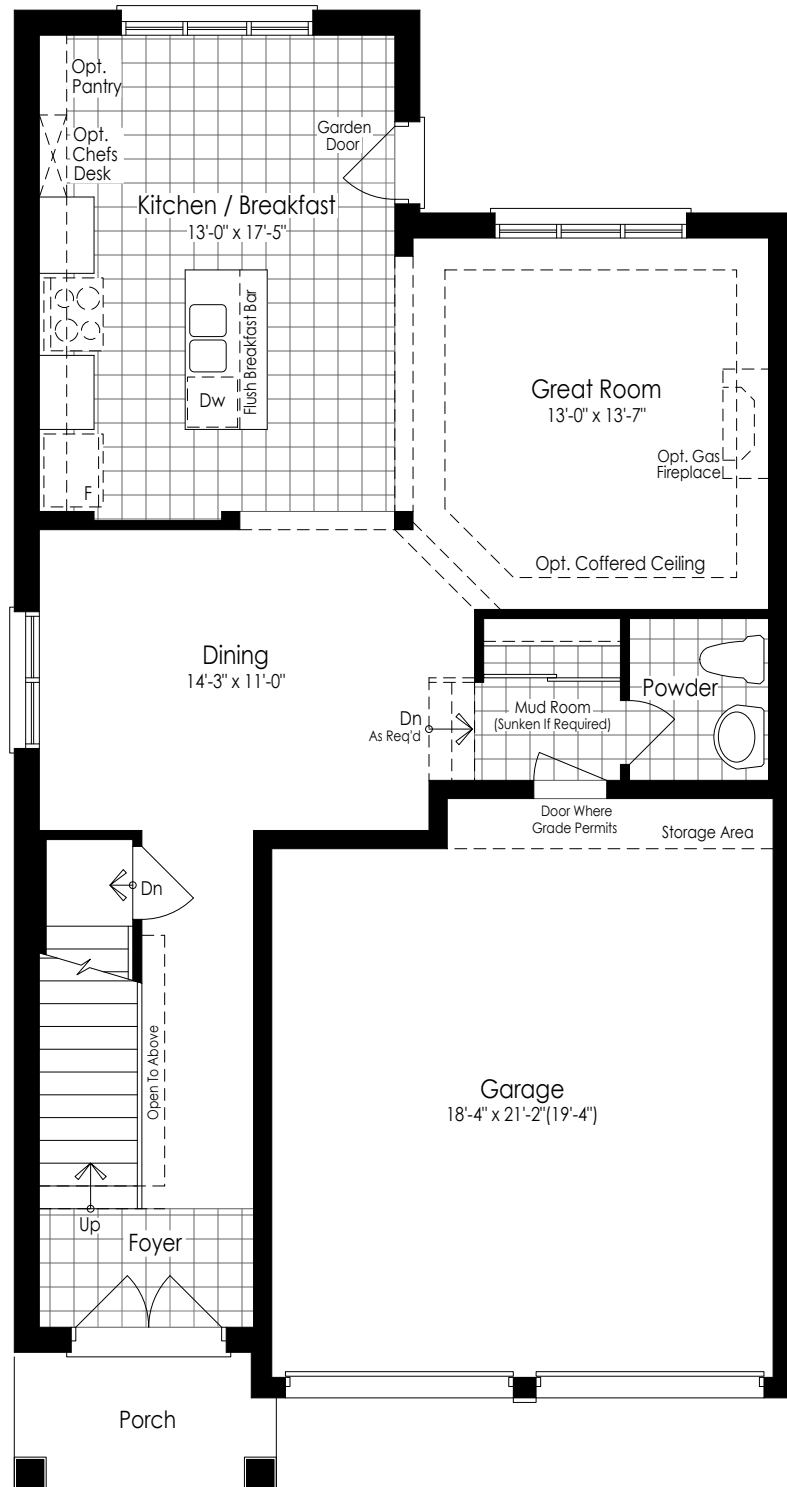 Opt.
Pantry
Opt.
Chefs
Desk
Garden
Door
Kitchen / Breakfast
13'-0" x 17'-5"
Flush Breakfast Bar
Dw
F
Great Room
13'-0" x 13'-7"
Opt. Gas
Fireplace
Opt. Coffered Ceiling
Dining
14'-3" x 11'-0"
Dn
As Req'd
Mud Room
(Sunken If Required)
Powder
Door Where
Grade Permits
Storage Area
Dn
Open To Above
Garage
18'-4" x 21'-2"(19'-4")
Up
Foyer
Porch